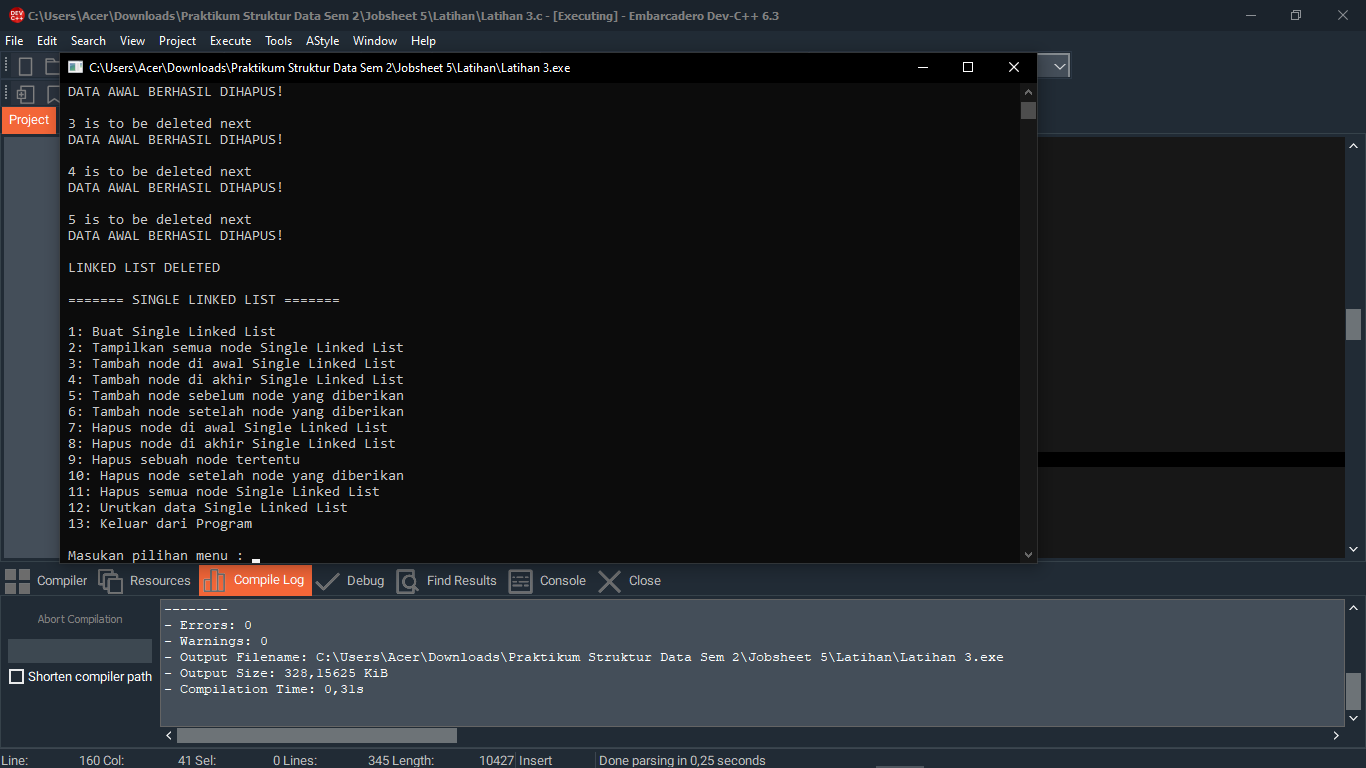 C:\Users\Acer\Downloads\Praktikum Struktur Data Sem 2\Jobsheet 5\Latihan\Latihan 3.c - [Executing] - Embarcadero Dev-C++ 6.3
File Edit Search View Project Execute Tools AStyle Window Help
C:\Users\Acer\Downloads\Praktikum Struktur Data Sem 2\Jobsheet 5\Latihan\Latihan 3.exe
Project
DATA AWAL BERHASIL DIHAPUS!
3 is to be deleted next
DATA AWAL BERHASIL DIHAPUS!
4 is to be deleted next
DATA AWAL BERHASIL DIHAPUS!
5 is to be deleted next
DATA AWAL BERHASIL DIHAPUS!
LINKED LIST DELETED
======= SINGLE LINKED LIST =======
1: Buat Single Linked List
2: Tampilkan semua node Single Linked List
3: Tambah node di awal Single Linked List
4: Tambah node di akhir Single Linked List
5: Tambah node sebelum node yang diberikan
6: Tambah node setelah node yang diberikan
7: Hapus node di awal Single Linked List
8: Hapus node di akhir Single Linked List
9: Hapus sebuah node tertentu
10: Hapus node setelah node yang diberikan
11: Hapus semua node Single Linked List
12: Urutkan data Single Linked List
13: Keluar dari Program
Masukan pilihan menu : _
Compiler Resources Compile Log Debug Find Results Console Close
Abort Compilation
Shorten compiler path
--------
- Errors: 0
- Warnings: 0
- Output Filename: C:\Users\Acer\Downloads\Praktikum Struktur Data Sem 2\Jobsheet 5\Latihan\Latihan 3.exe
- Output Size: 328,15625 KiB
- Compilation Time: 0,31s
Line: 160 Col: 41 Sel: 0 Lines: 345 Length: 10427 Insert Done parsing in 0,25 seconds